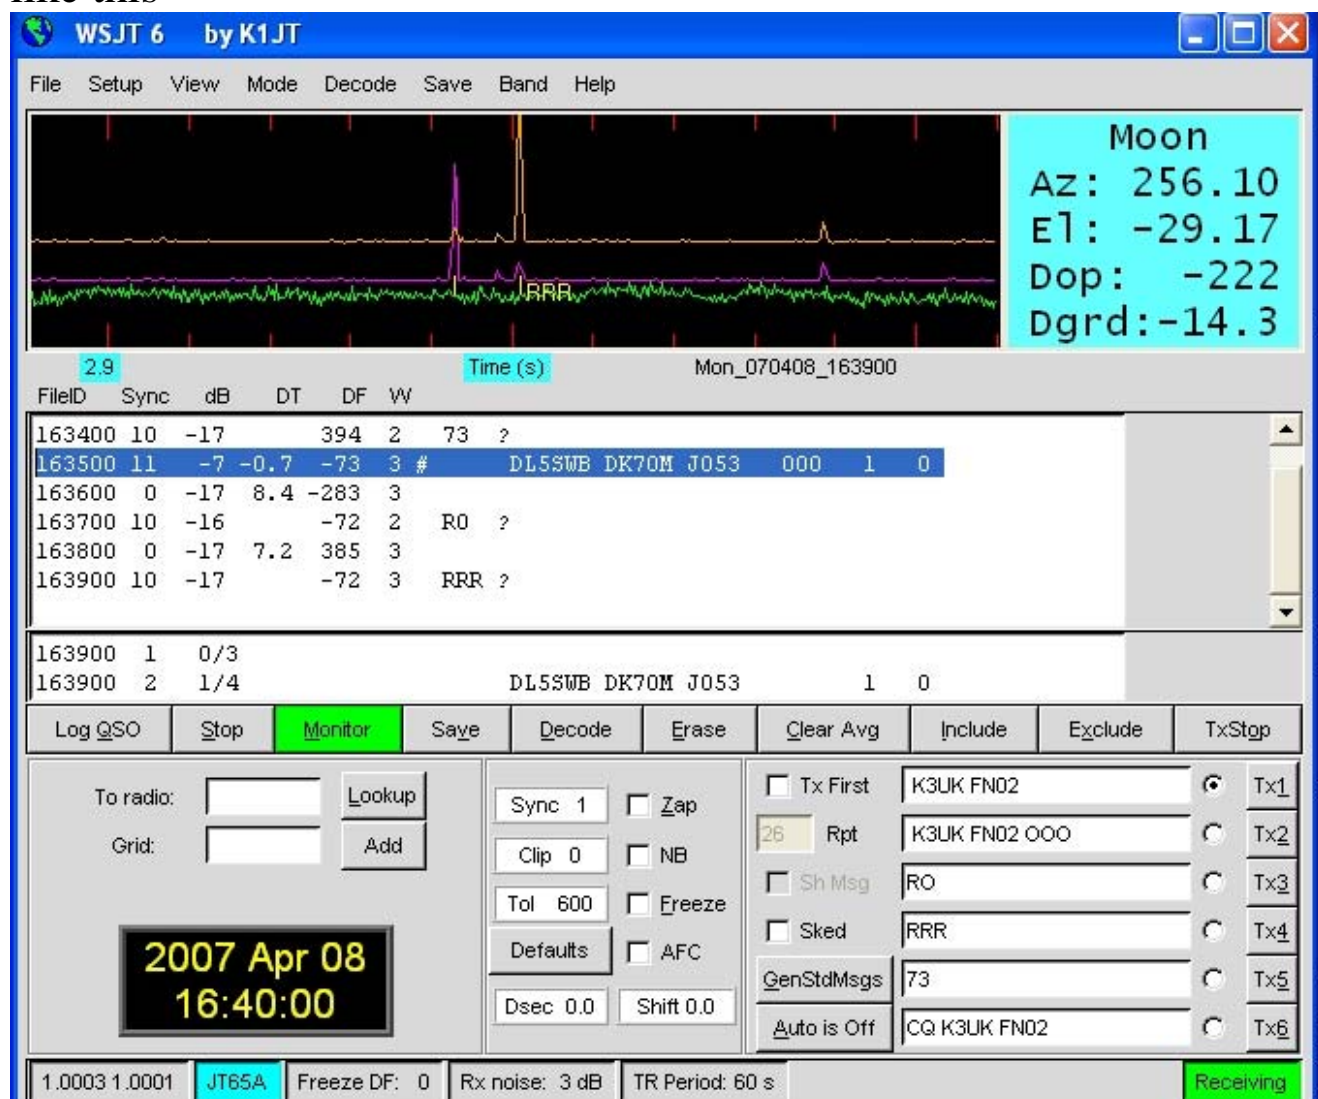 WSJT 6 by K1JT
File Setup View Mode Decode Save Band Help
Moon
Az: 256.10
El: -29.17
Dop: -222
Dgrd:-14.3
RRR
2.9 Time (s) Mon_070408_163900
FileID Sync dB DT DF W
163400 10 -17 394 2 73 ?
163500 11 -7 -0.7 -73 3 # DL5SWB DK70M JO53 000 1 0
163600 0 -17 8.4 -283 3
163700 10 -16 -72 2 RO ?
163800 0 -17 7.2 385 3
163900 10 -17 -72 3 RRR ?
163900 1 0/3
163900 2 1/4 DL5SWB DK70M JO53 1 0
Log QSO Stop Monitor Save Decode Erase Clear Avg Include Exclude TxStop
To radio: Lookup
Grid: Add
2007 Apr 08
16:40:00
Sync 1 Zap
Clip 0 NB
Tol 600 Freeze
Defaults AFC
Dsec 0.0 Shift 0.0
Tx First K3UK FN02 Tx1
26 Rpt K3UK FN02 OOO Tx2
Sh Msg RO Tx3
Sked RRR Tx4
GenStdMsgs 73 Tx5
Auto is Off CQ K3UK FN02 Tx6
1.0003 1.0001 JT65A Freeze DF: 0 Rx noise: 3 dB TR Period: 60 s Receiving